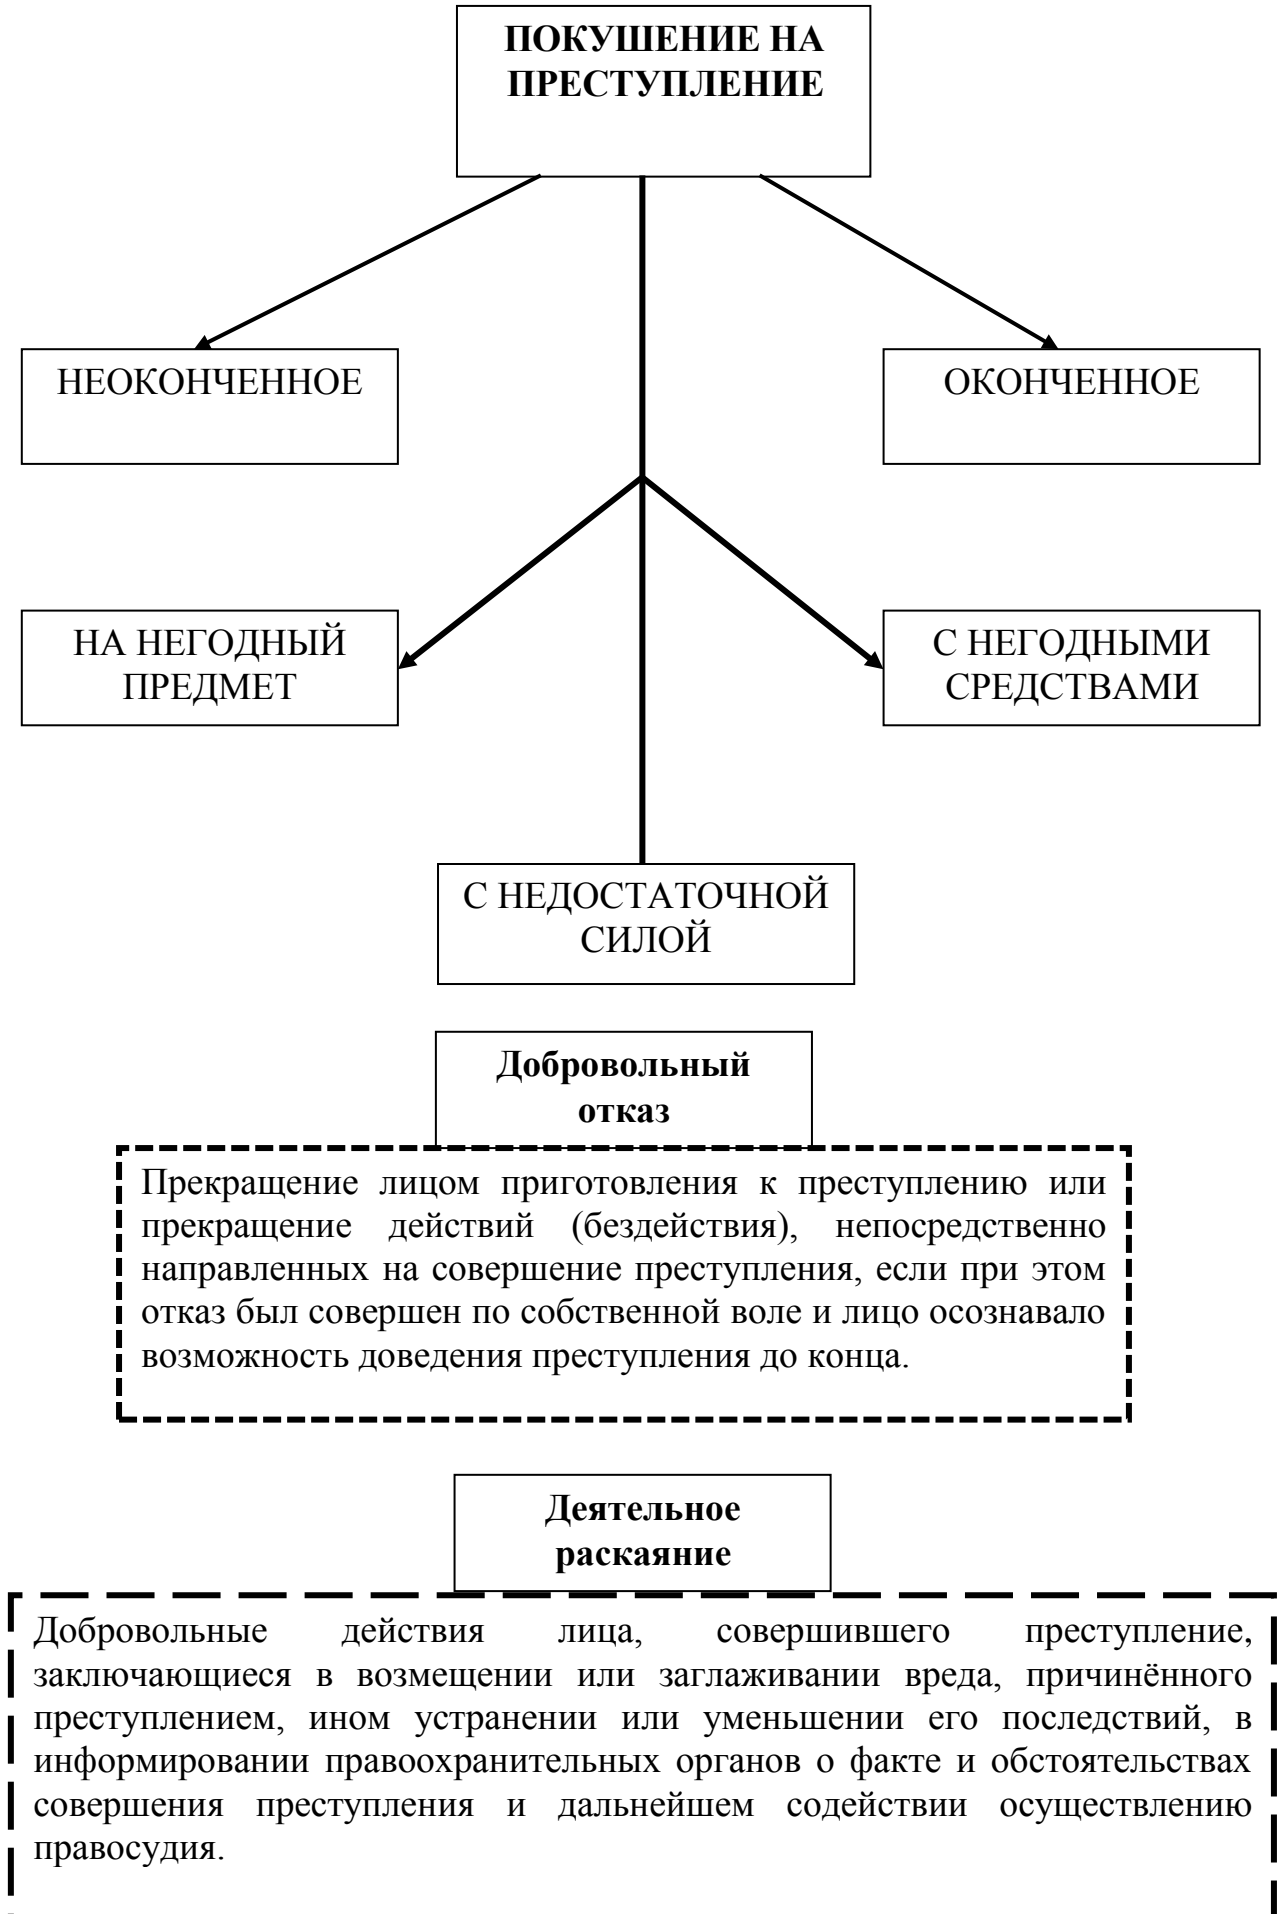 ПОКУШЕНИЕ НА
ПРЕСТУПЛЕНИЕ
НЕОКОНЧЕННОЕ
ОКОНЧЕННОЕ
НА НЕГОДНЫЙ
ПРЕДМЕТ
С НЕГОДНЫМИ
СРЕДСТВАМИ
С НЕДОСТАТОЧНОЙ
СИЛОЙ
Добровольный
отказ
Прекращение лицом приготовления к преступлению или
прекращение действий (бездействия), непосредственно
направленных на совершение преступления, если при этом
отказ был совершен по собственной воле и лицо осознавало
возможность доведения преступления до конца.
Деятельное
раскаяние
Добровольные действия лица, совершившего преступление,
заключающиеся в возмещении или заглаживании вреда, причинённого
преступлением, ином устранении или уменьшении его последствий, в
информировании правоохранительных органов о факте и обстоятельствах
совершения преступления и дальнейшем содействии осуществлению
правосудия.